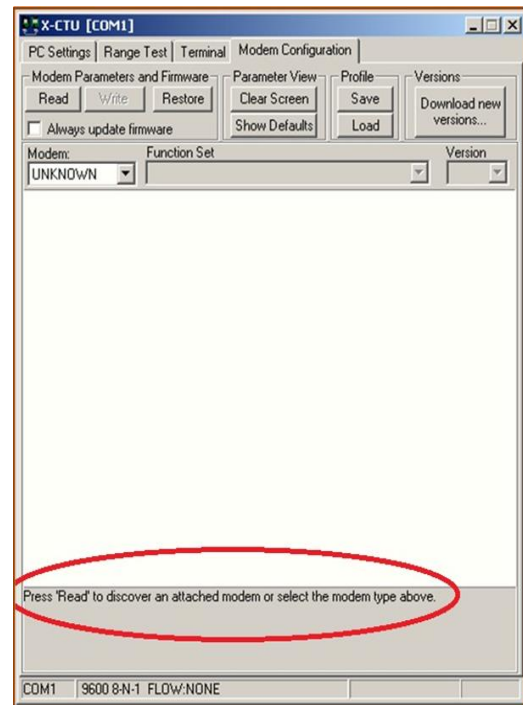 X-CTU [COM1]
PC Settings Range Test Terminal Modem Configuration
Modem Parameters and Firmware Parameter View Profile Versions
Read Write Restore Clear Screen Save Download new versions...
Always update firmware Show Defaults Load
Modem: Function Set Version
UNKNOWN
Press 'Read' to discover an attached modem or select the modem type above.
COM1 9600 8-N-1 FLOW:NONE